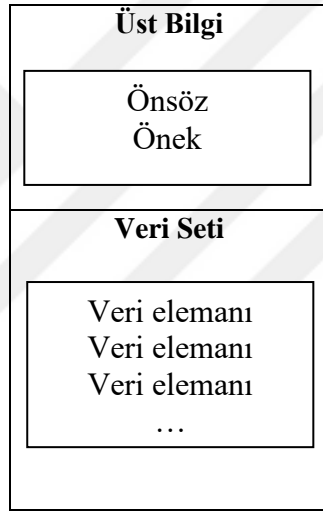 Üst Bilgi
Önsöz
Önek
Veri Seti
Veri elemanı
Veri elemanı
Veri elemanı
…